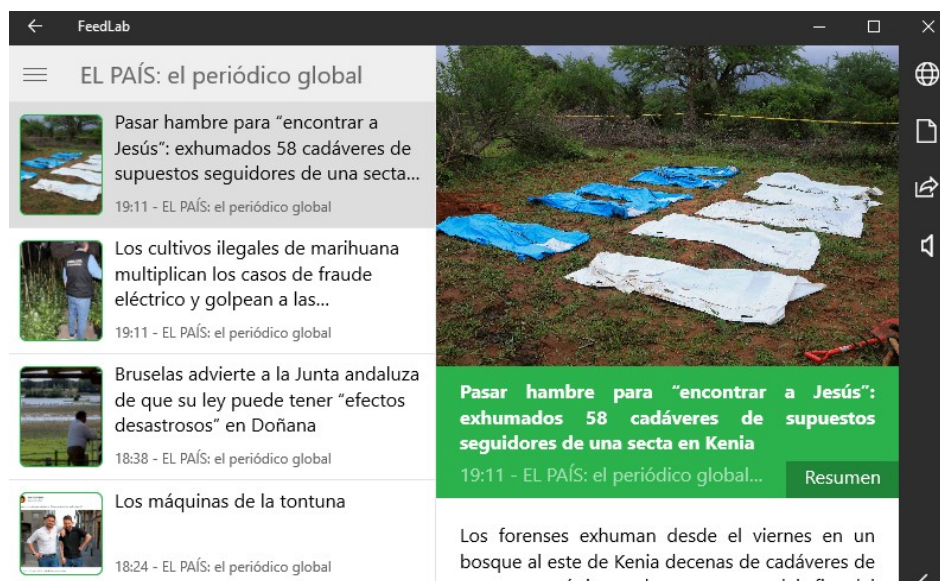 FeedLab
EL PAÍS: el periódico global
Pasar hambre para “encontrar a
Jesús”: exhumados 58 cadáveres de
supuestos seguidores de una secta...
19:11 - EL PAÍS: el periódico global
Los cultivos ilegales de marihuana
multiplican los casos de fraude
eléctrico y golpean a las...
19:11 - EL PAÍS: el periódico global
Bruselas advierte a la Junta andaluza
de que su ley puede tener “efectos
desastrosos” en Doñana
18:38 - EL PAÍS: el periódico global
Los máquinas de la tontuna
18:24 - EL PAÍS: el periódico global
Pasar hambre para “encontrar a Jesús”:
exhumados 58 cadáveres de supuestos
seguidores de una secta en Kenia
19:11 - EL PAÍS: el periódico global...
Resumen
Los forenses exhuman desde el viernes en un
bosque al este de Kenia decenas de cadáveres de